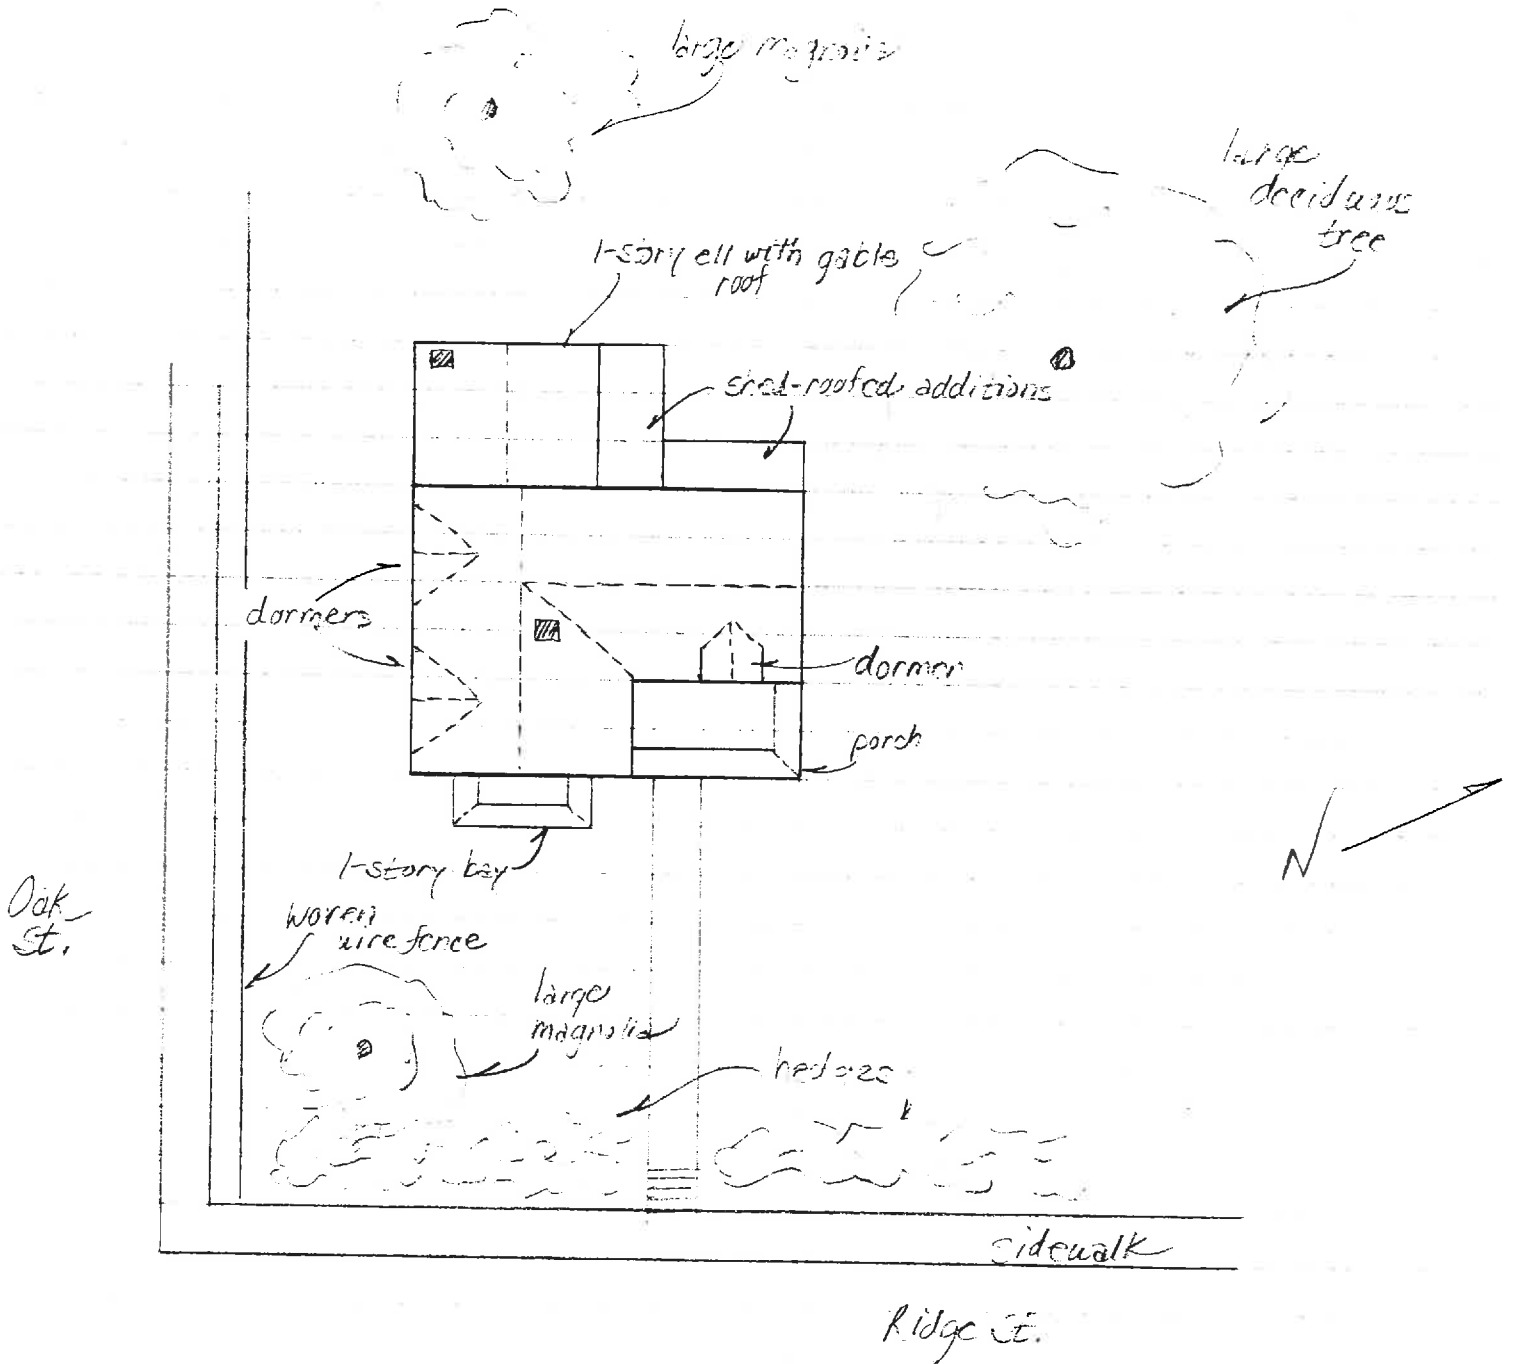 large magnolia
large
deciduous
tree
1-story ell with gable
roof
shed-roofed additions
dormers
dormer
porch
1-story bay
Oak
St.
woven
wire fence
N
large
magnolia
hedges
sidewalk
Ridge St.